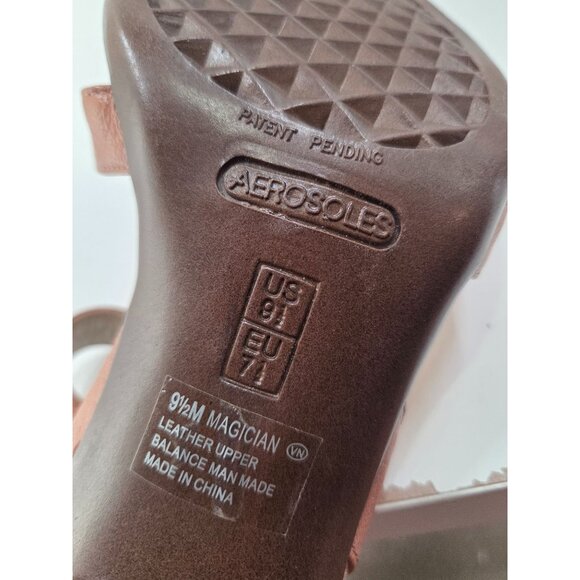 PATENT PENDING
AEROSOLES
US
9½
EU
7½
9½M MAGICIAN
VN
LEATHER UPPER
BALANCE MAN MADE
MADE IN CHINA